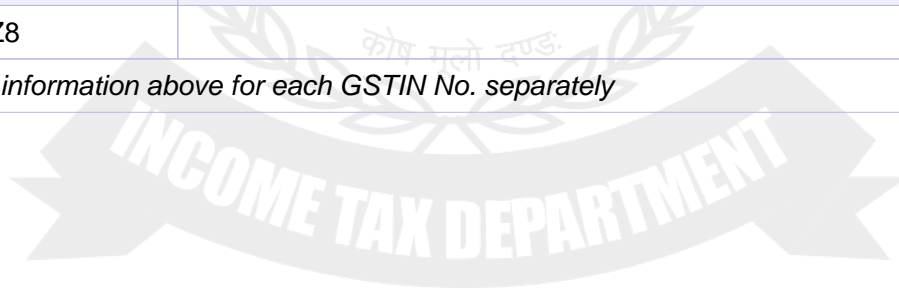 Z8
कोष मूलो दण्डः
information above for each GSTIN No. separately
INCOME TAX DEPARTMENT